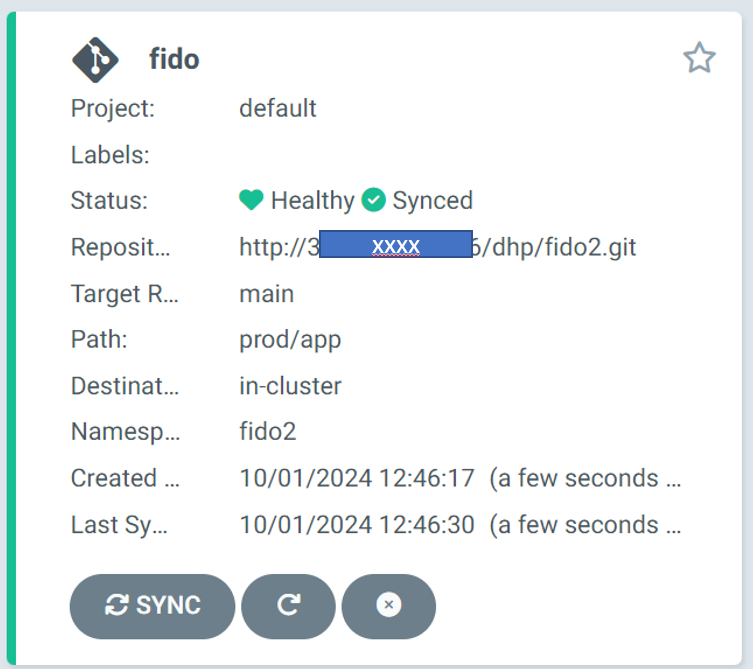 fido
Project: default
Labels:
Status: Healthy Synced
Reposit... http://3 XXXX 6/dhp/fido2.git
Target R... main
Path: prod/app
Destinat... in-cluster
Namesp... fido2
Created ... 10/01/2024 12:46:17 (a few seconds ...
Last Sy... 10/01/2024 12:46:30 (a few seconds ...
SYNC